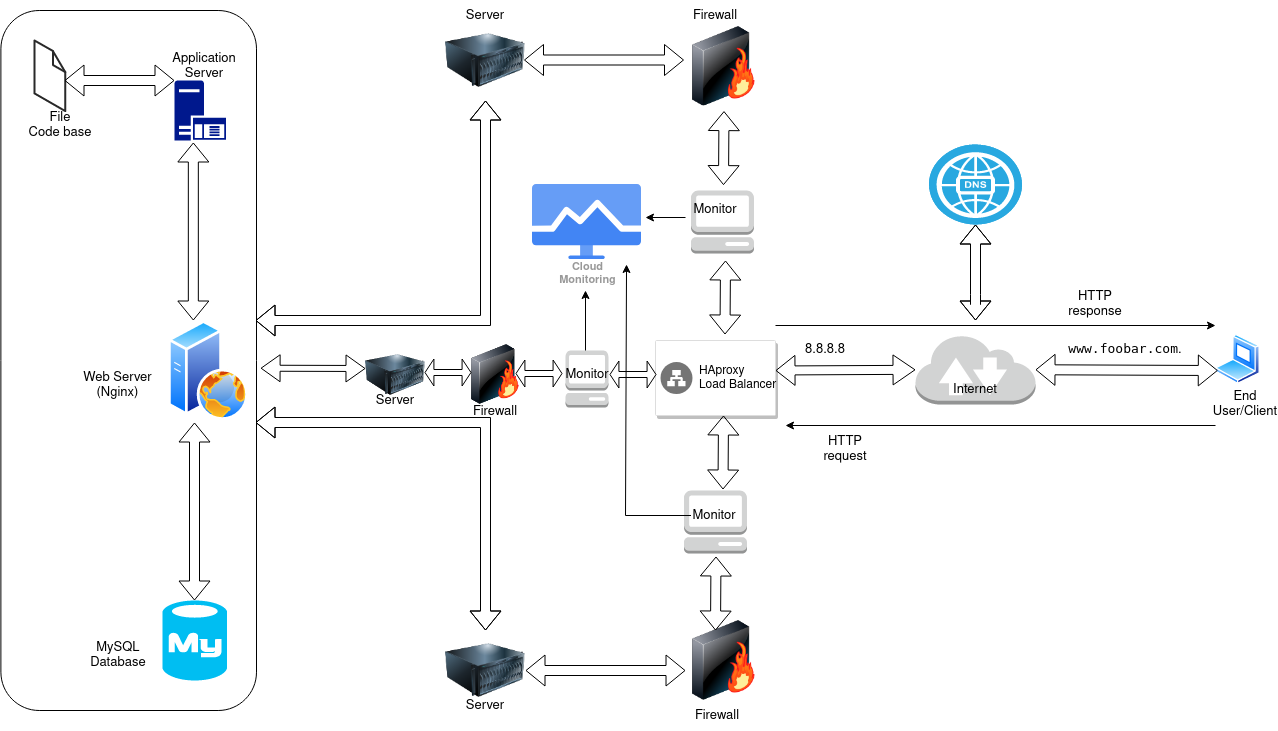 Server
Firewall
Application
Server
File
Code base
DNS
Monitor
Cloud
Monitoring
HTTP
response
8.8.8.8
www.foobar.com.
Web Server
(Nginx)
Server
Firewall
Monitor
HAproxy
Load Balancer
Internet
End
User/Client
HTTP
request
Monitor
My
MySQL
Database
Server
Firewall